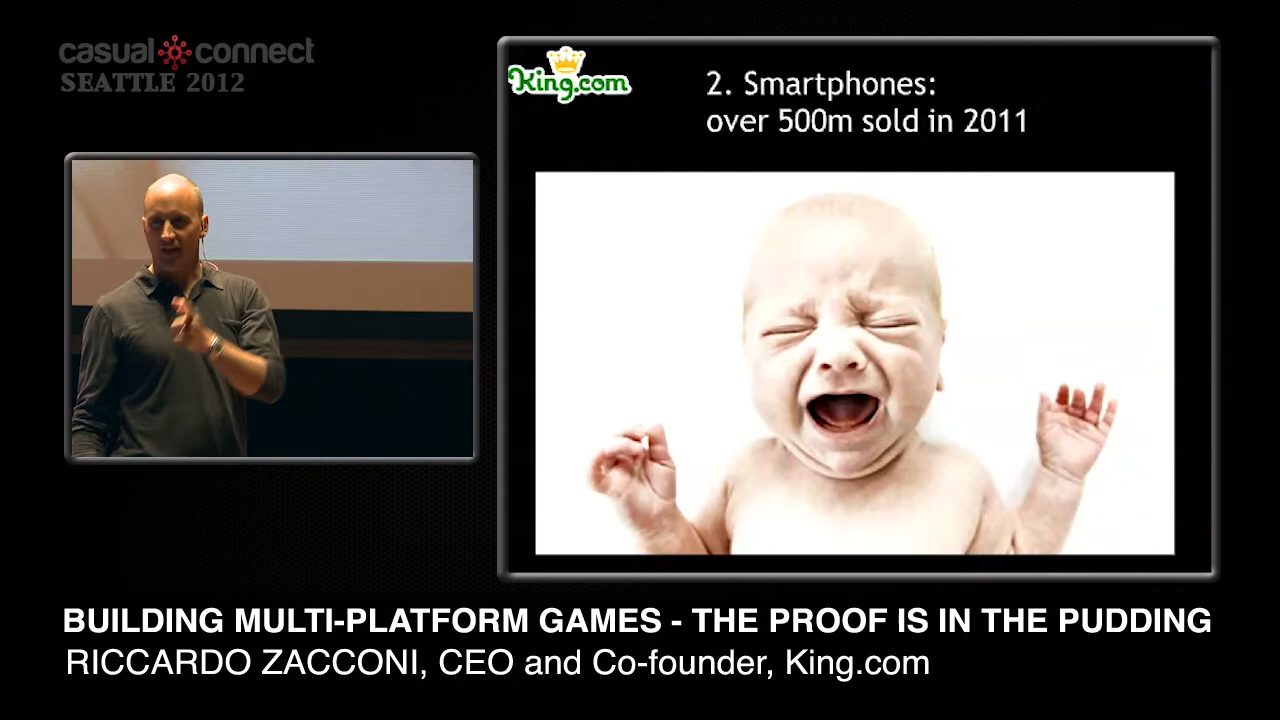 casual connect
SEATTLE 2012
King.com
2. Smartphones:
over 500m sold in 2011
BUILDING MULTI-PLATFORM GAMES - THE PROOF IS IN THE PUDDING
RICCARDO ZACCONI, CEO and Co-founder, King.com